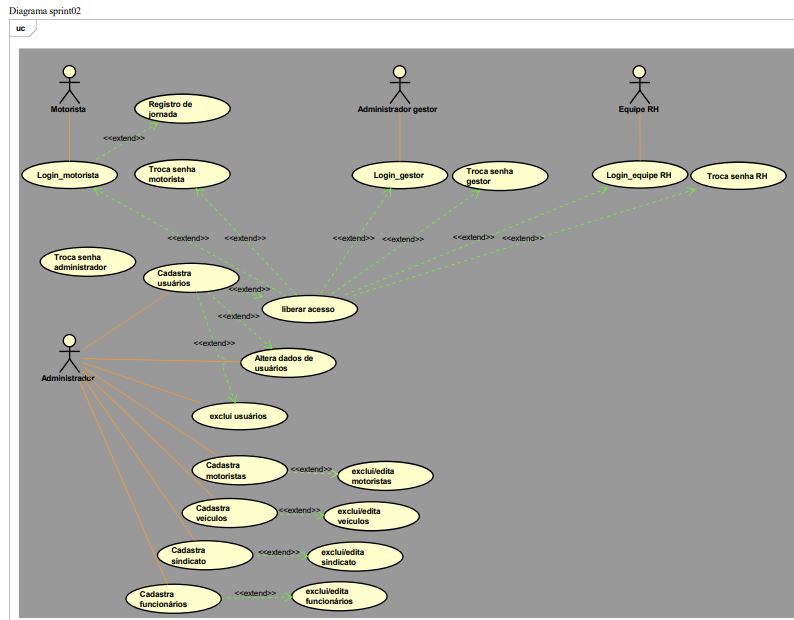 Diagrama sprint02
uc
Motorista
Administrador gestor
Equipe RH
Registro de
jornada
<<extend>>
Login_motorista
Troca senha
motorista
Login_gestor
Troca senha
gestor
Login_equipe RH
Troca senha RH
<<extend>>
<<extend>>
<<extend>>
<<extend>>
<<extend>>
<<extend>>
Troca senha
administrador
Cadastra
usuários
<<extend>>
liberar acesso
<<extend>>
<<extend>>
Administrador
Altera dados de
usuários
exclui usuários
Cadastra
motoristas
<<extend>>
exclui/edita
motoristas
Cadastra
veículos
<<extend>>
exclui/edita
veículos
Cadastra
sindicato
<<extend>>
exclui/edita
sindicato
Cadastra
funcionários
<<extend>>
exclui/edita
funcionários